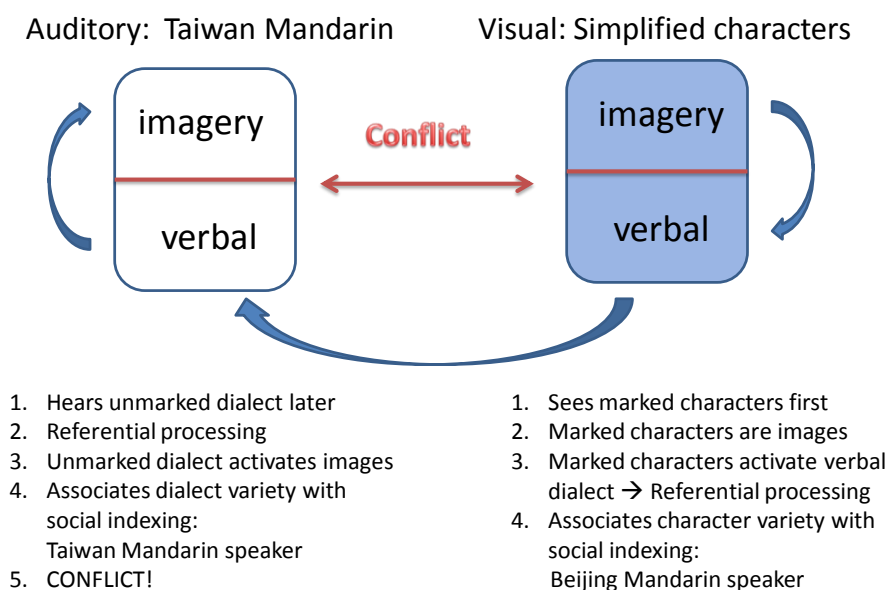 Auditory: Taiwan Mandarin
Visual: Simplified characters
imagery
verbal
Conflict
imagery
verbal
1. Hears unmarked dialect later
2. Referential processing
3. Unmarked dialect activates images
4. Associates dialect variety with
social indexing:
Taiwan Mandarin speaker
5. CONFLICT!
1. Sees marked characters first
2. Marked characters are images
3. Marked characters activate verbal
dialect → Referential processing
4. Associates character variety with
social indexing:
Beijing Mandarin speaker